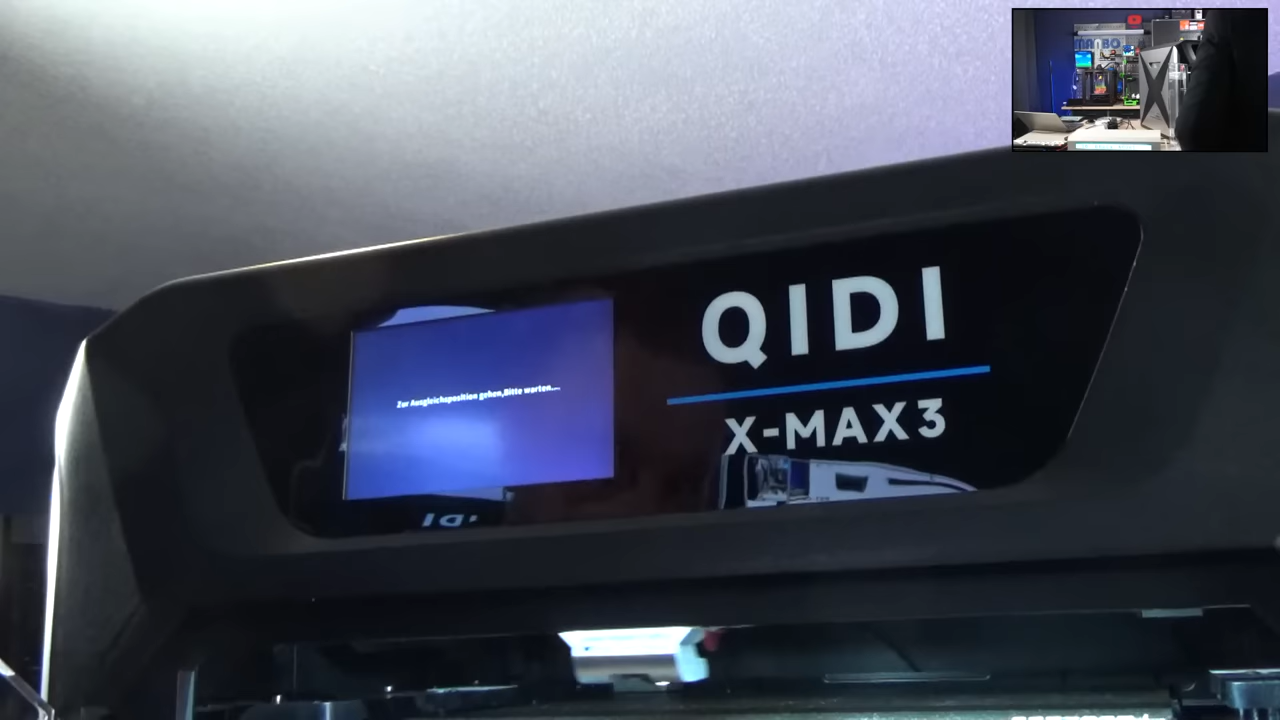 Zur Ausgleichsposition gehen,Bitte warten....
QIDI
X-MAX3